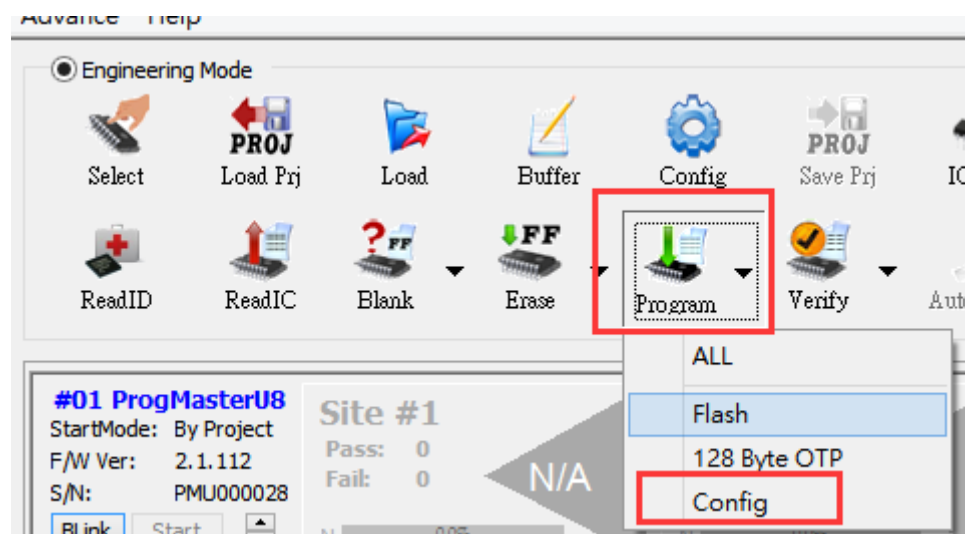 Advance Help
Engineering Mode
PROJ PROJ
Select Load Prj Load Buffer Config Save Prj
? FF FF
ReadID ReadIC Blank Erase Program Verify
ALL
#01 ProgMasterU8
Site #1
Flash
StartMode: By Project
Pass: 0
F/W Ver: 2.1.112
N/A
128 Byte OTP
Fail: 0
S/N: PMU000028
Config
BLink Start